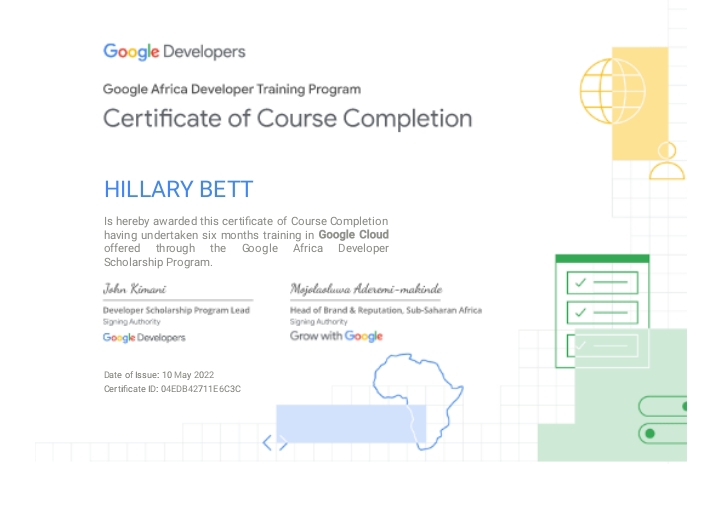 Google Developers
Google Africa Developer Training Program
Certificate of Course Completion
HILLARY BETT
Is hereby awarded this certificate of Course Completion
having undertaken six months training in Google Cloud
offered through the Google Africa Developer
Scholarship Program.
John Kimani
Developer Scholarship Program Lead
Signing Authority
Google Developers
Mojolaoluwa Aderemi-makinde
Head of Brand & Reputation, Sub-Saharan Africa
Signing Authority
Grow with Google
Date of Issue: 10 May 2022
Certificate ID: 04EDB42711E6C3C